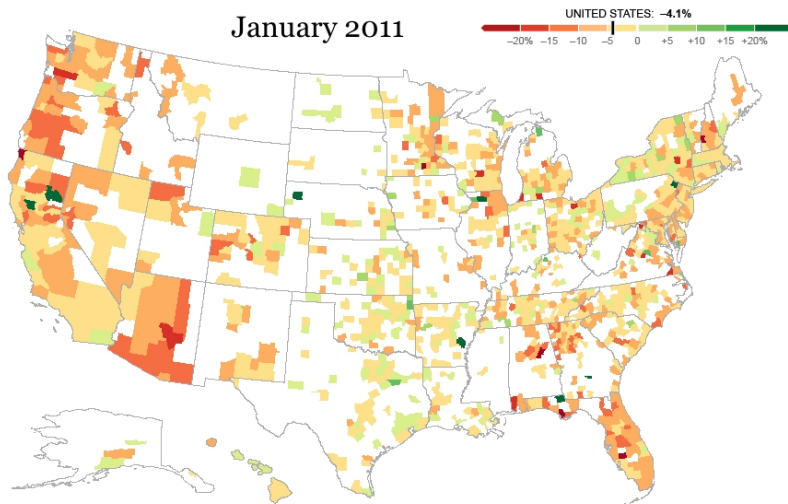 January 2011
UNITED STATES: –4.1%
–20% –15 –10 –5 0 +5 +10 +15 +20%